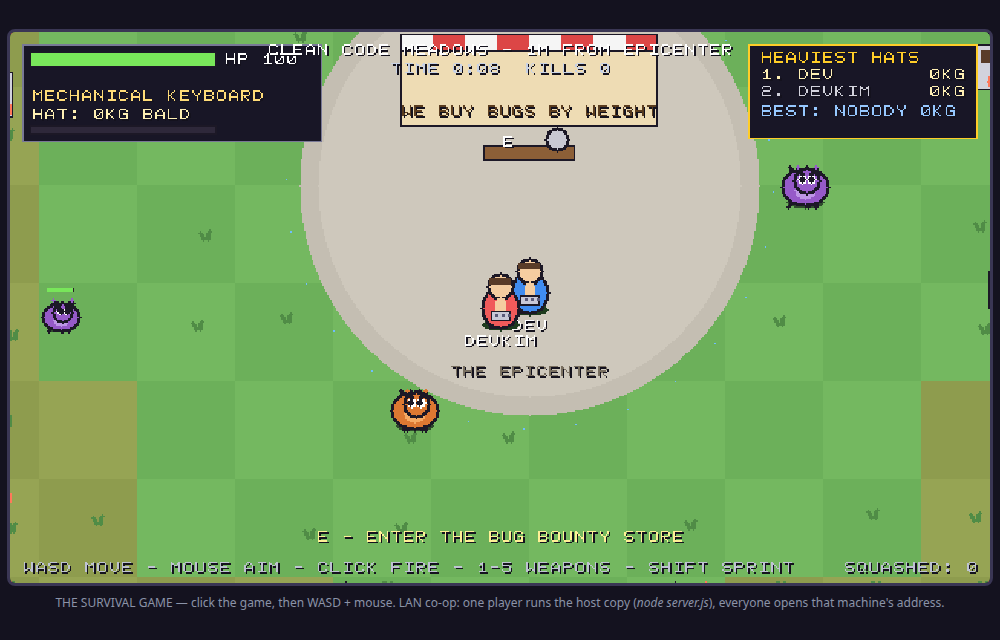 CLEAN CODE MEADOWS - 1M FROM EPICENTER
HP 100
TIME 0:08 KILLS 0
MECHANICAL KEYBOARD
HAT: 0KG BALD
WE BUY BUGS BY WEIGHT
E
HEAVIEST HATS
1. DEV 0KG
2. DEVKIM 0KG
BEST: NOBODY 0KG
DEV
DEVKIM
THE EPICENTER
E - ENTER THE BUG BOUNTY STORE
WASD MOVE - MOUSE AIM - CLICK FIRE - 1-5 WEAPONS - SHIFT SPRINT
SQUASHED: 0
THE SURVIVAL GAME — click the game, then WASD + mouse. LAN co-op: one player runs the host copy (node server.js), everyone opens that machine's address.